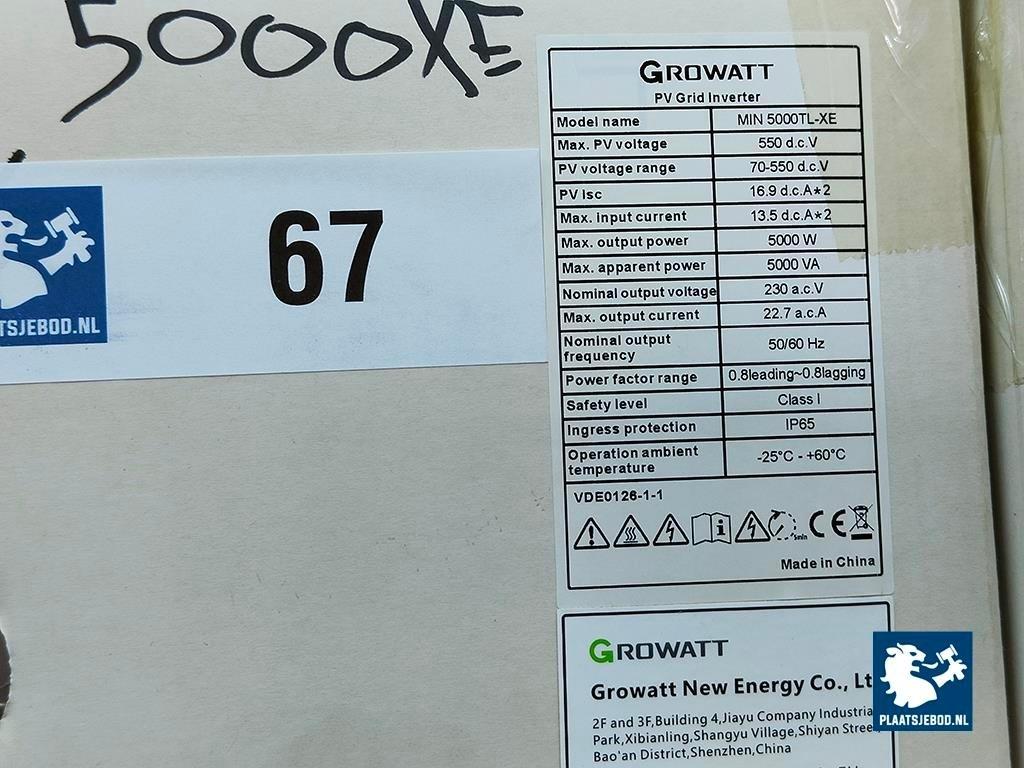 5000XE
67
TSJEBOD.NL
GROWATT
PV Grid Inverter
Model name MIN 5000TL-XE
Max. PV voltage 550 d.c.V
PV voltage range 70-550 d.c.V
PV Isc 16.9 d.c.A*2
Max. input current 13.5 d.c.A*2
Max. output power 5000 W
Max. apparent power 5000 VA
Nominal output voltage 230 a.c.V
Max. output current 22.7 a.c.A
Nominal output
frequency 50/60 Hz
Power factor range 0.8leading~0.8lagging
Safety level Class I
Ingress protection IP65
Operation ambient
temperature -25°C - +60°C
VDE0126-1-1
i 5min CE
Made in China
GROWATT
Growatt New Energy Co., Lt
2F and 3F,Building 4,Jiayu Company Industria
Park,Xibianling,Shangyu Village,Shiyan Stree
Bao'an District,Shenzhen,China
PLAATSJEBOD.NL